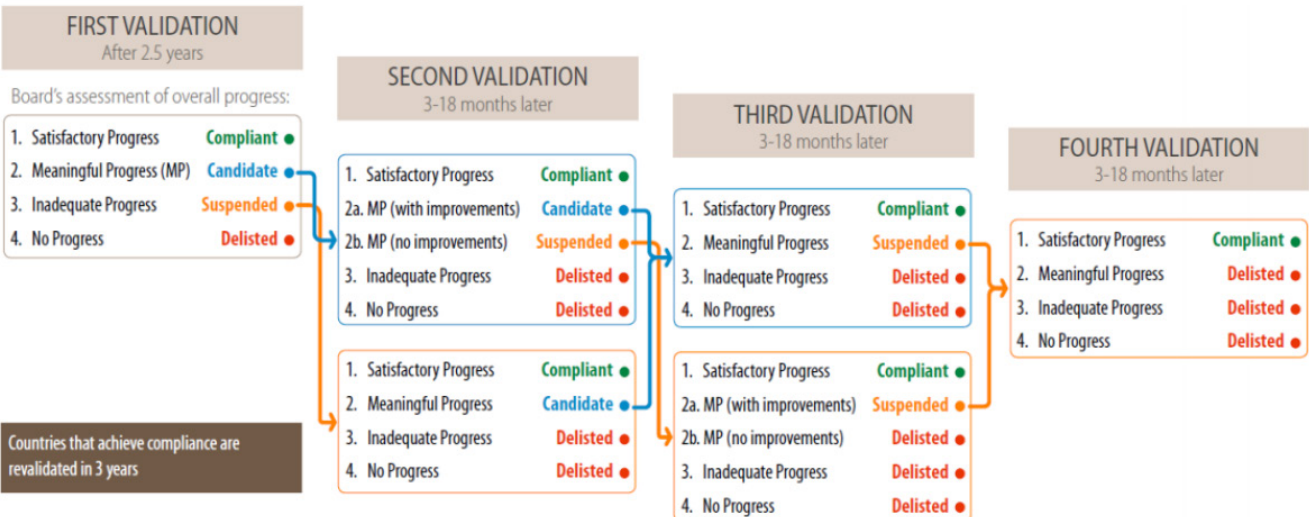 FIRST VALIDATION
After 2.5 years
Board's assessment of overall progress:
1. Satisfactory Progress Compliant
2. Meaningful Progress (MP) Candidate
3. Inadequate Progress Suspended
4. No Progress Delisted
Countries that achieve compliance are
revalidated in 3 years
SECOND VALIDATION
3-18 months later
1. Satisfactory Progress Compliant
2a. MP (with improvements) Candidate
2b. MP (no improvements) Suspended
3. Inadequate Progress Delisted
4. No Progress Delisted
1. Satisfactory Progress Compliant
2. Meaningful Progress Candidate
3. Inadequate Progress Delisted
4. No Progress Delisted
THIRD VALIDATION
3-18 months later
1. Satisfactory Progress Compliant
2. Meaningful Progress Suspended
3. Inadequate Progress Delisted
4. No Progress Delisted
1. Satisfactory Progress Compliant
2a. MP (with improvements) Suspended
2b. MP (no improvements) Delisted
3. Inadequate Progress Delisted
4. No Progress Delisted
FOURTH VALIDATION
3-18 months later
1. Satisfactory Progress Compliant
2. Meaningful Progress Delisted
3. Inadequate Progress Delisted
4. No Progress Delisted